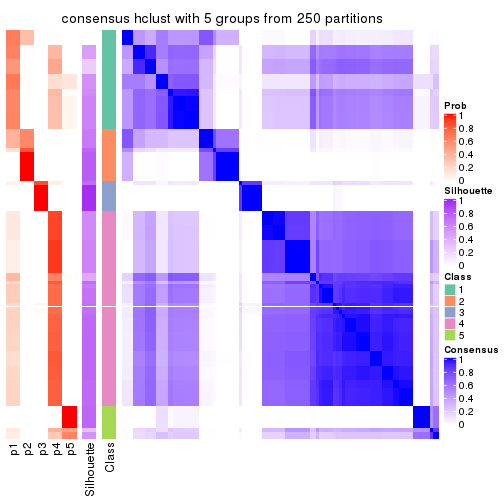 consensus hclust with 5 groups from 250 partitions
Prob
1
0.8
0.6
0.4
0.2
0
Silhouette
1
0.8
0.6
0.4
0.2
0
Class
1
2
3
4
5
Consensus
1
0.8
0.6
0.4
0.2
0
p1
p2
p3
p4
p5
Silhouette
Class